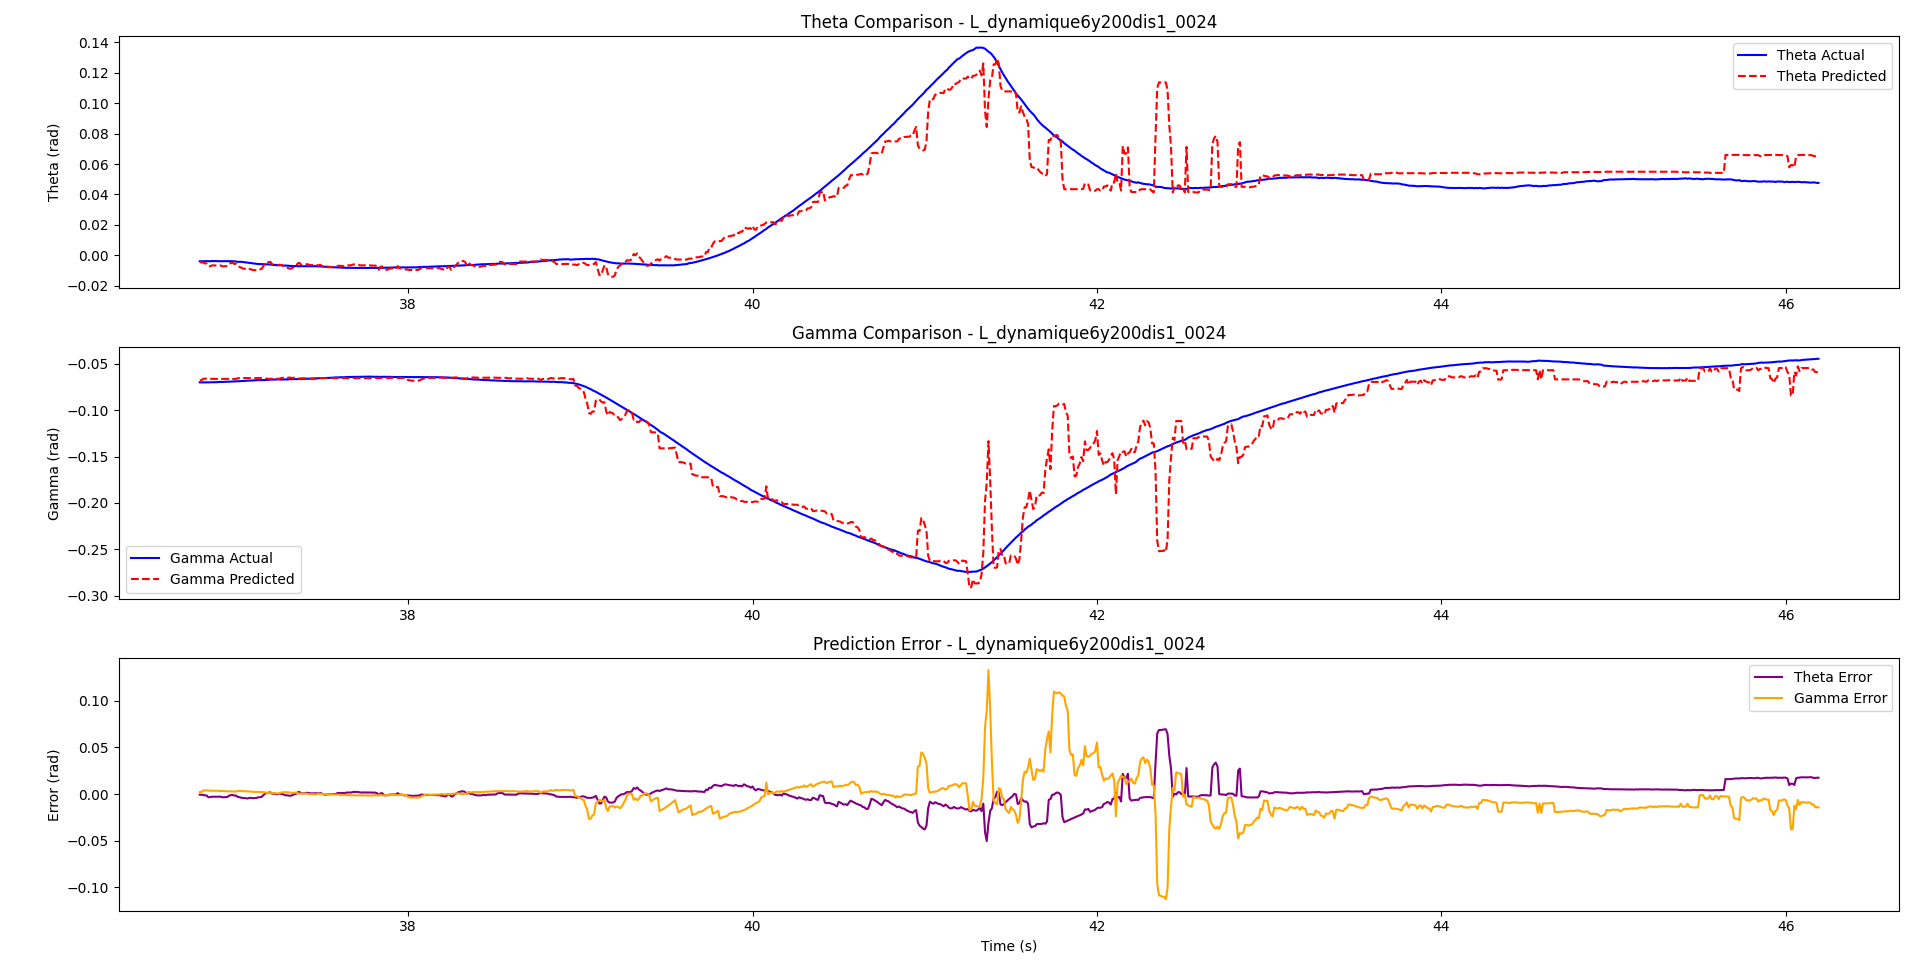 Theta Comparison - L_dynamique6y200dis1_0024
0.14
0.12
0.10
0.08
0.06
0.04
0.02
0.00
−0.02
Theta (rad)
Theta Actual
Theta Predicted
38
40
42
44
46
Gamma Comparison - L_dynamique6y200dis1_0024
−0.05
−0.10
−0.15
−0.20
−0.25
−0.30
Gamma (rad)
Gamma Actual
Gamma Predicted
38
40
42
44
46
Prediction Error - L_dynamique6y200dis1_0024
0.10
0.05
0.00
−0.05
−0.10
Error (rad)
Theta Error
Gamma Error
38
40
42
44
46
Time (s)